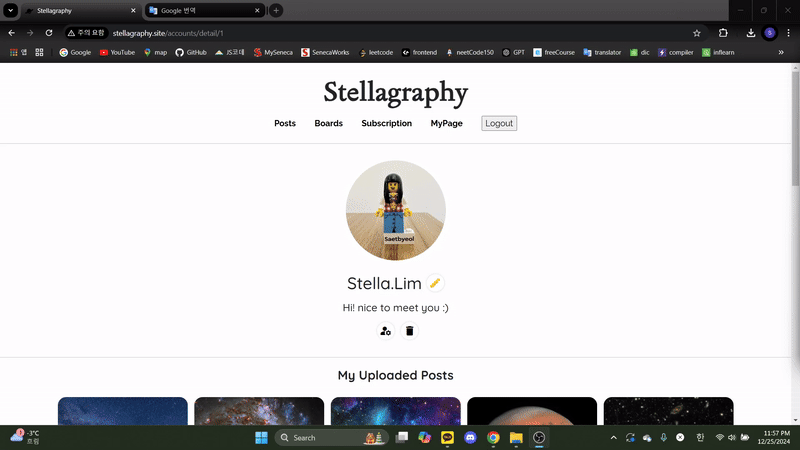 Stellagraphy
Google 번역
주의 요함
stellagraphy.site/accounts/detail/1
S
앱
Google
YouTube
map
GitHub
JS코데
MySeneca
SenecaWorks
leetcode
frontend
neetCode150
GPT
freeCourse
translator
dic
compiler
inflearn
Stellagraphy
Posts
Boards
Subscription
MyPage
Logout
Saetbyeol
Stella.Lim
Hi! nice to meet you :)
My Uploaded Posts
-3°C
흐림
Search
한
11:57 PM
12/25/2024